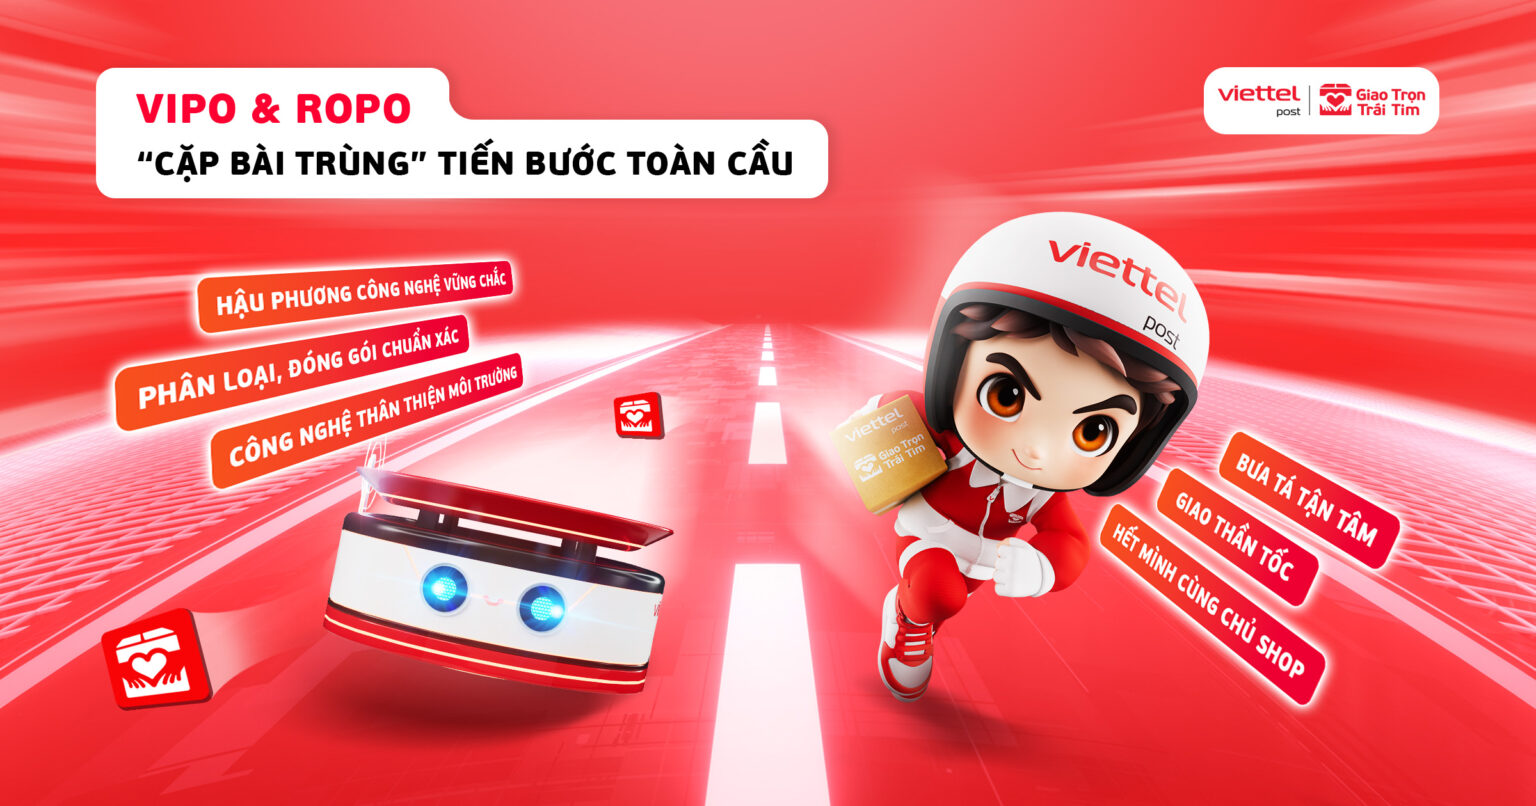 VIPO & ROPO
“CẶP BÀI TRÙNG” TIẾN BƯỚC TOÀN CẦU
viettel
post
Giao Trọn
Trái Tim
HẬU PHƯƠNG CÔNG NGHỆ VỮNG CHẮC
PHÂN LOẠI, ĐÓNG GÓI CHUẨN XÁC
CÔNG NGHỆ THÂN THIỆN MÔI TRƯỜNG
viettel
post
viettel
post
Giao Trọn
Trái Tim
BƯA TÁ TẬN TÂM
GIAO THẦN TỐC
HẾT MÌNH CÙNG CHỦ SHOP